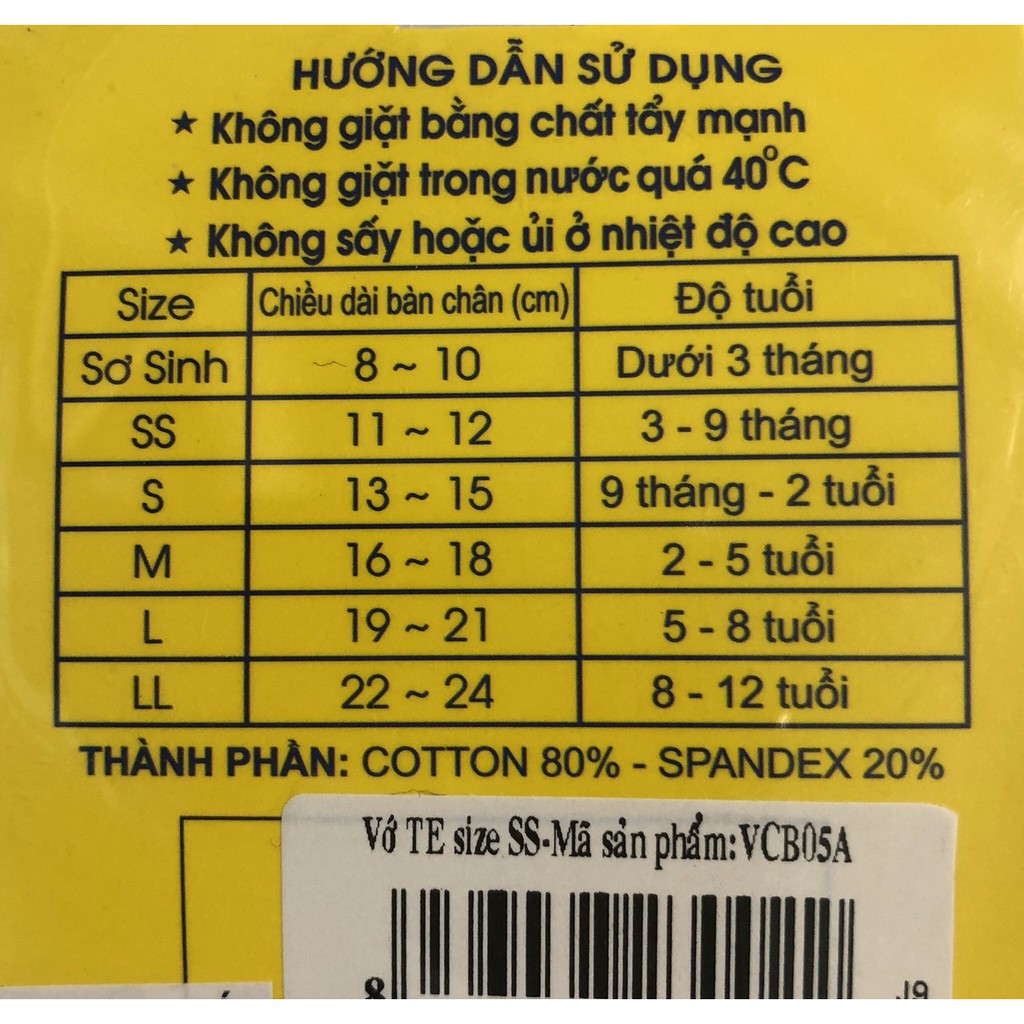 HƯỚNG DẪN SỬ DỤNG
★ Không giặt bằng chất tẩy mạnh
★ Không giặt trong nước quá 40°C
★ Không sấy hoặc ủi ở nhiệt độ cao
Size Chiều dài bàn chân (cm) Độ tuổi
Sơ Sinh 8 ~ 10 Dưới 3 tháng
SS 11 ~ 12 3 - 9 tháng
S 13 ~ 15 9 tháng - 2 tuổi
M 16 ~ 18 2 - 5 tuổi
L 19 ~ 21 5 - 8 tuổi
LL 22 ~ 24 8 - 12 tuổi
THÀNH PHẦN: COTTON 80% - SPANDEX 20%
Vớ TE size SS-Mã sản phẩm:VCB05A
8